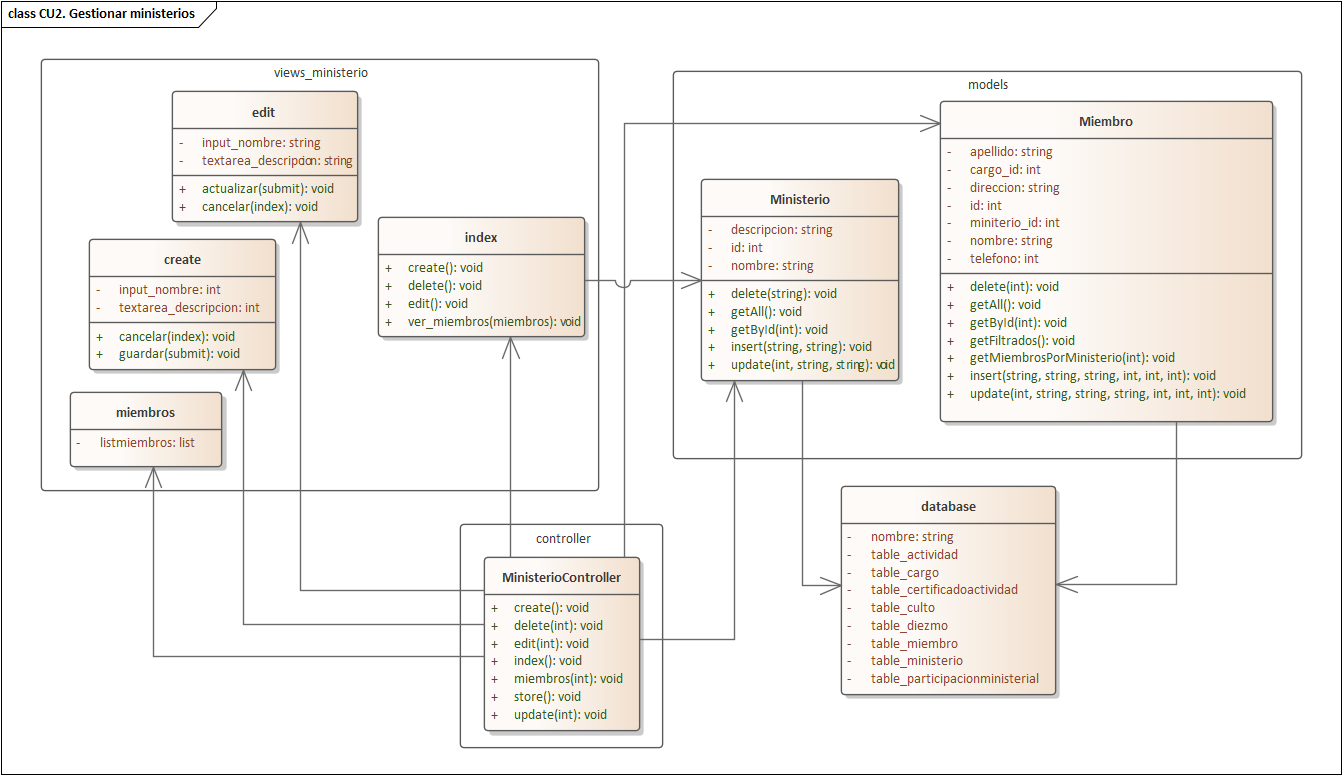 class CU2. Gestionar ministerios
views_ministerio
edit
- input_nombre: string
- textarea_descripcion: string
+ actualizar(submit): void
+ cancelar(index): void
create
- input_nombre: int
- textarea_descripcion: int
+ cancelar(index): void
+ guardar(submit): void
miembros
- listmiembros: list
index
+ create(): void
+ delete(): void
+ edit(): void
+ ver_miembros(miembros): void
models
Ministerio
- descripcion: string
- id: int
- nombre: string
+ delete(string): void
+ getAll(): void
+ getById(int): void
+ insert(string, string): void
+ update(int, string, string): void
Miembro
- apellido: string
- cargo_id: int
- direccion: string
- id: int
- miniterio_id: int
- nombre: string
- telefono: int
+ delete(int): void
+ getAll(): void
+ getById(int): void
+ getFiltrados(): void
+ getMiembrosPorMinisterio(int): void
+ insert(string, string, string, int, int, int): void
+ update(int, string, string, string, int, int, int): void
controller
MinisterioController
+ create(): void
+ delete(int): void
+ edit(int): void
+ index(): void
+ miembros(int): void
+ store(): void
+ update(int): void
database
- nombre: string
- table_actividad
- table_cargo
- table_certificadoactividad
- table_culto
- table_diezmo
- table_miembro
- table_ministerio
- table_participacionministerial